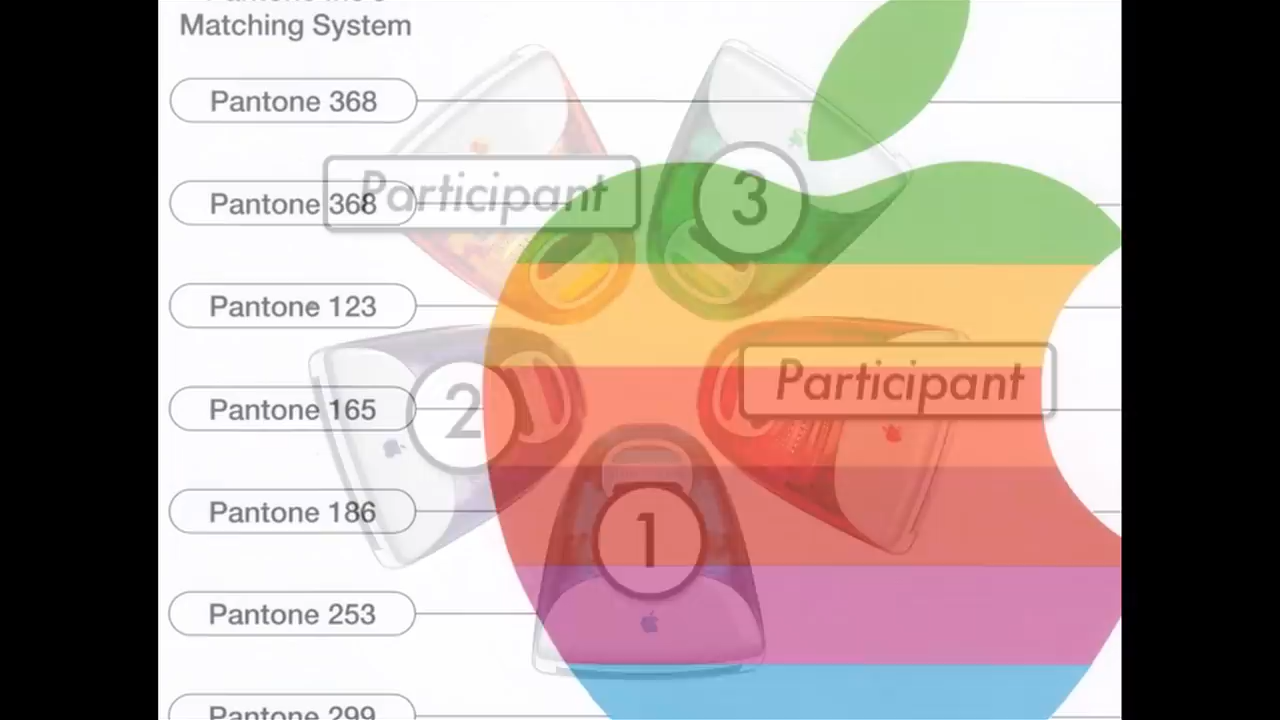 Matching System
Pantone 368
Pantone 368
Participant
3
Pantone 123
Participant
Pantone 165
2
Pantone 186
1
Pantone 253
Pantone 299